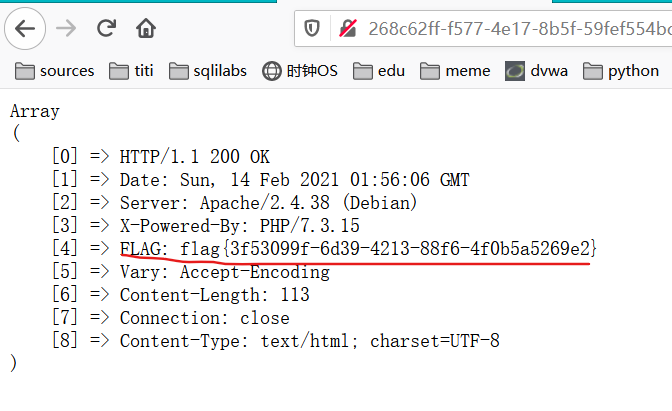 268c62ff-f577-4e17-8b5f-59fef554bc
sources titi sqlilabs 时钟OS edu meme dvwa python
Array
(
[0] => HTTP/1.1 200 OK
[1] => Date: Sun, 14 Feb 2021 01:56:06 GMT
[2] => Server: Apache/2.4.38 (Debian)
[3] => X-Powered-By: PHP/7.3.15
[4] => FLAG: flag{3f53099f-6d39-4213-88f6-4f0b5a5269e2}
[5] => Vary: Accept-Encoding
[6] => Content-Length: 113
[7] => Connection: close
[8] => Content-Type: text/html; charset=UTF-8
)